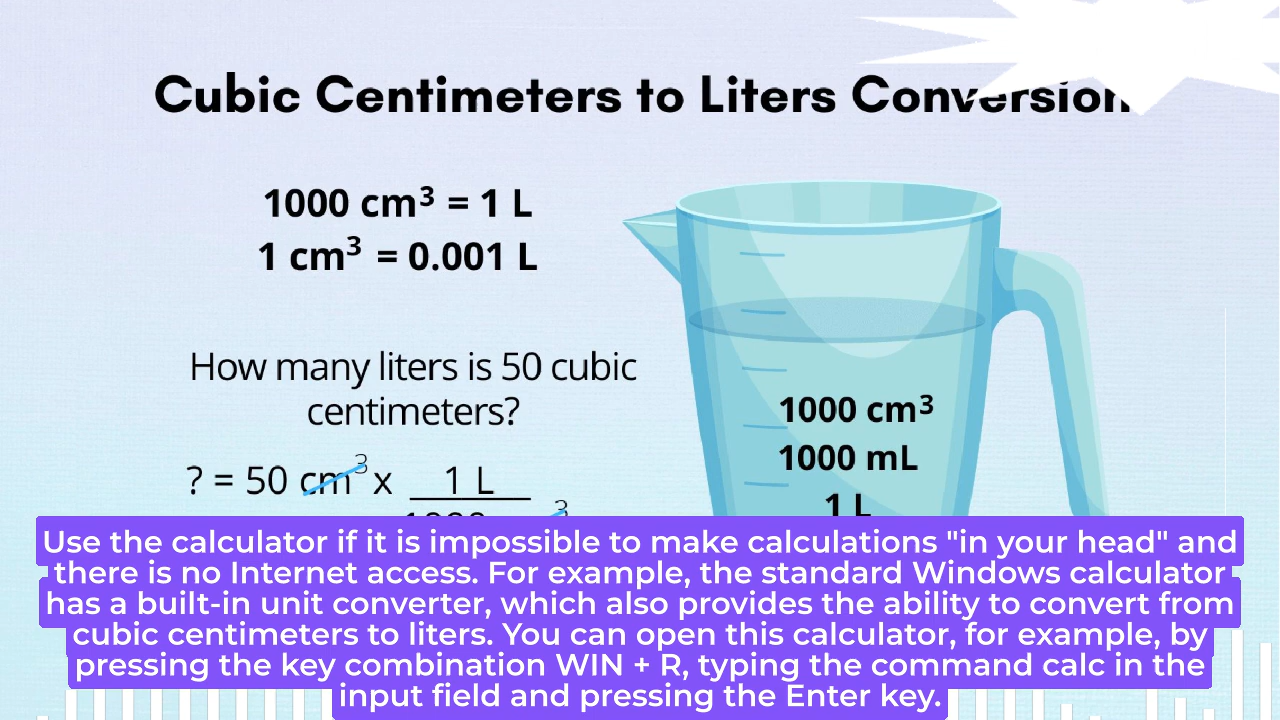 Cubic Centimeters to Liters Conversion
1000 cm³ = 1 L
1 cm³ = 0.001 L
How many liters is 50 cubic
centimeters?
? = 50 cm³ x 1 L
1000 cm³
1000 mL
1 L
Use the calculator if it is impossible to make calculations "in your head" and
there is no Internet access. For example, the standard Windows calculator
has a built-in unit converter, which also provides the ability to convert from
cubic centimeters to liters. You can open this calculator, for example, by
pressing the key combination WIN + R, typing the command calc in the
input field and pressing the Enter key.